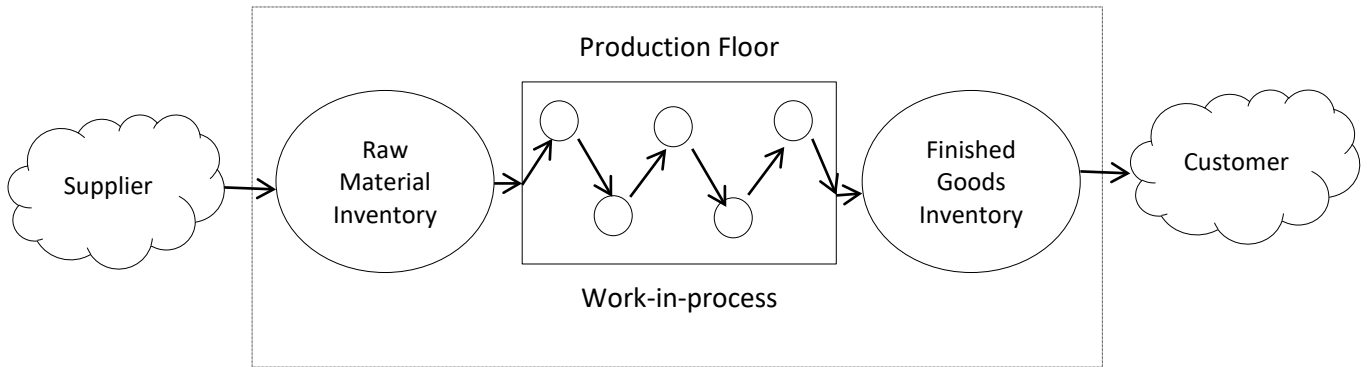 Production Floor
Supplier
Raw
Material
Inventory
Finished
Goods
Inventory
Customer
Work-in-process